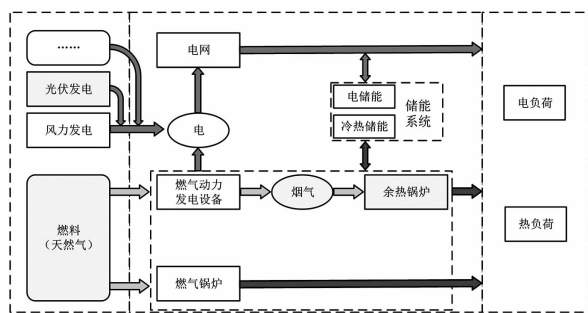 ……
光伏发电
风力发电
燃料
（天然气）
电网
电
燃气动力
发电设备
烟气
余热锅炉
燃气锅炉
电储能
冷热储能
储能
系统
电负荷
热负荷